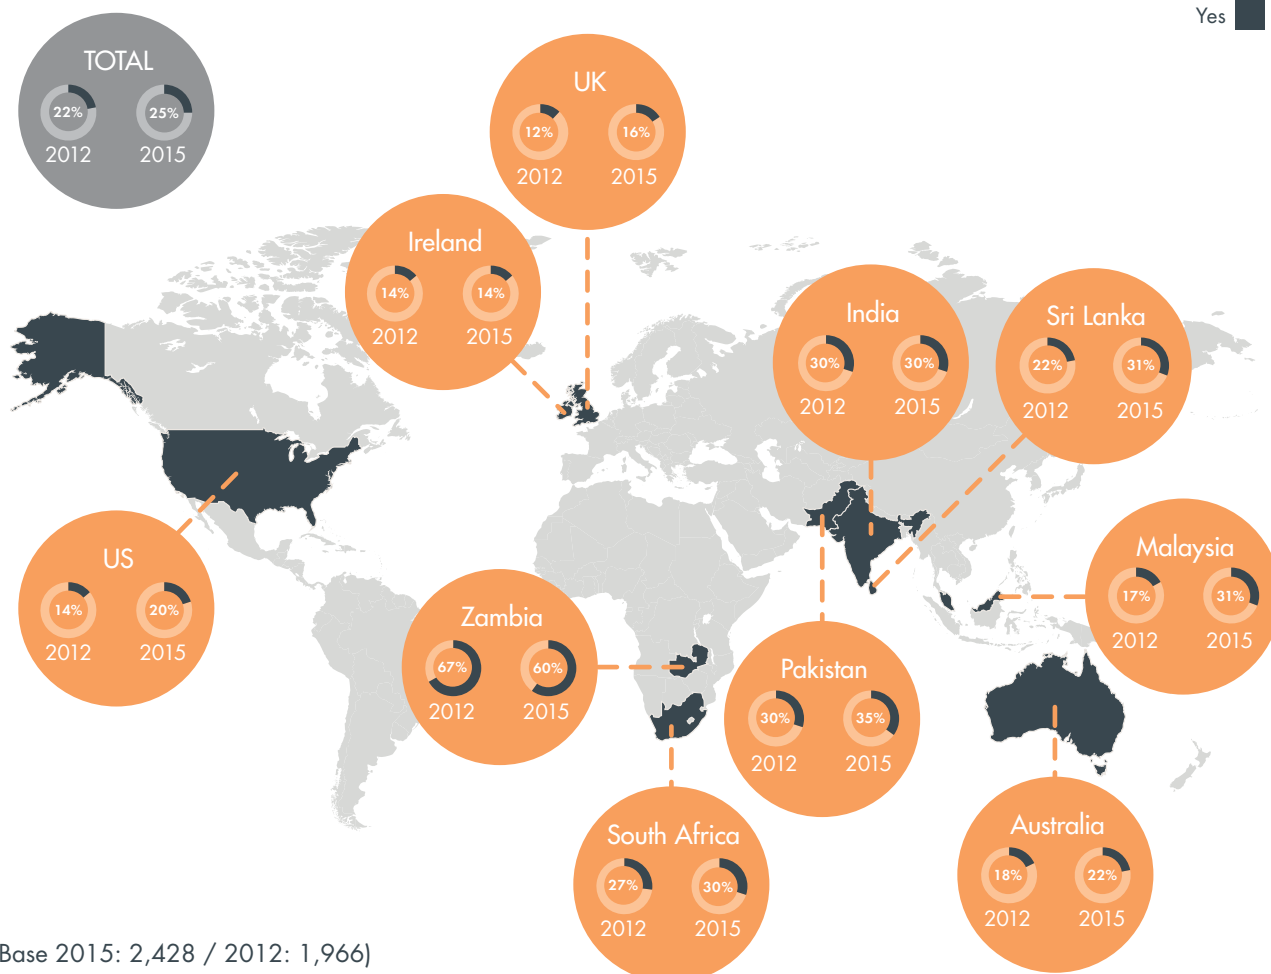 Yes
TOTAL
22% 25%
2012 2015
UK
12% 16%
2012 2015
Ireland
14% 14%
2012 2015
India
30% 30%
2012 2015
Sri Lanka
22% 31%
2012 2015
US
14% 20%
2012 2015
Zambia
67% 60%
2012 2015
Malaysia
17% 31%
2012 2015
Pakistan
30% 35%
2012 2015
South Africa
27% 30%
2012 2015
Australia
18% 22%
2012 2015
Base 2015: 2,428 / 2012: 1,966)